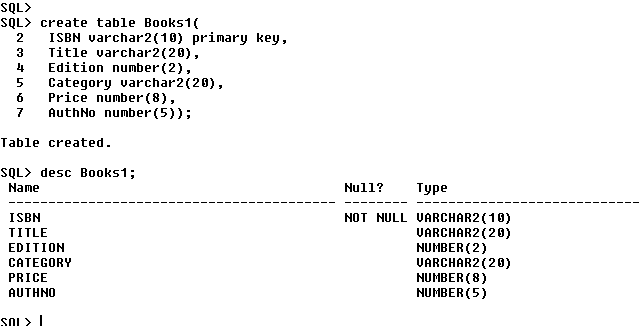 SQL>
SQL> create table Books1(
  2   ISBN varchar2(10) primary key,
  3   Title varchar2(20),
  4   Edition number(2),
  5   Category varchar2(20),
  6   Price number(8),
  7   AuthNo number(5));
Table created.
SQL> desc Books1;
 Name                                      Null?    Type
 ----------------------------------------- -------- ----------------------------
 ISBN                                      NOT NULL VARCHAR2(10)
 TITLE                                              VARCHAR2(20)
 EDITION                                            NUMBER(2)
 CATEGORY                                           VARCHAR2(20)
 PRICE                                              NUMBER(8)
 AUTHNO                                             NUMBER(5)
SQL>